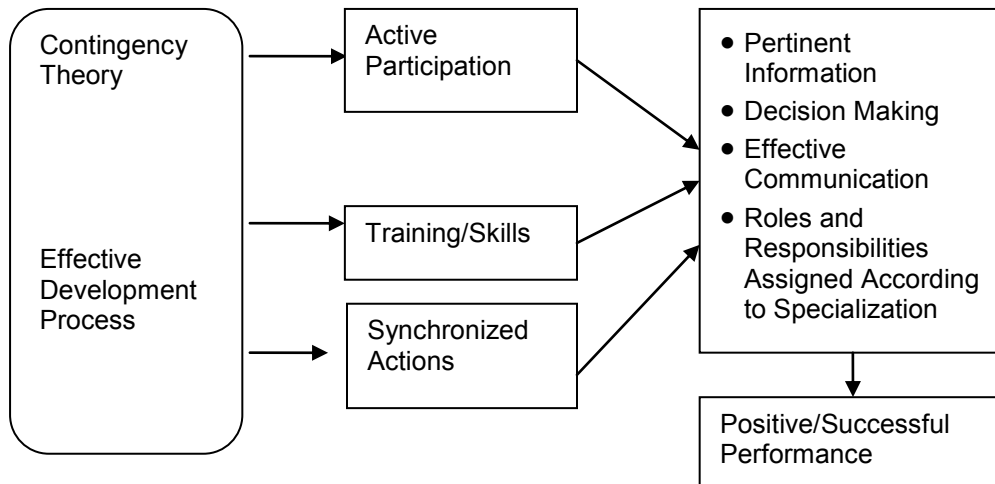 Contingency
Theory
Effective
Development
Process
Active
Participation
Training/Skills
Synchronized
Actions
• Pertinent
Information
• Decision Making
• Effective
Communication
• Roles and
Responsibilities
Assigned According
to Specialization
Positive/Successful
Performance